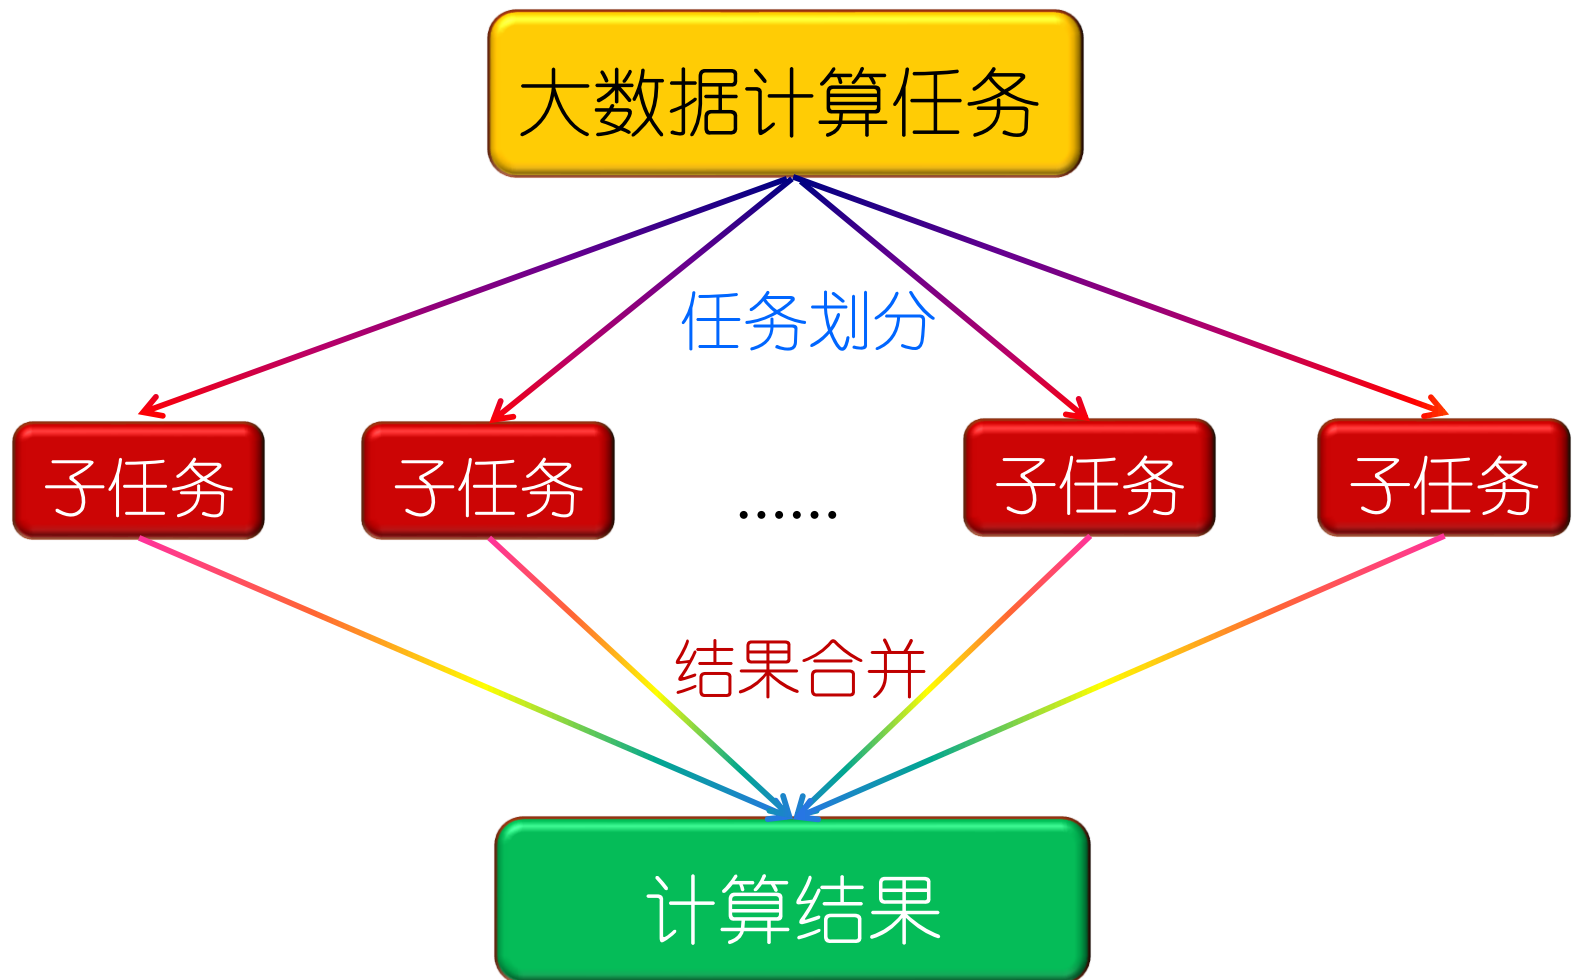 大数据计算任务
任务划分
子任务
子任务
......
子任务
子任务
结果合并
计算结果